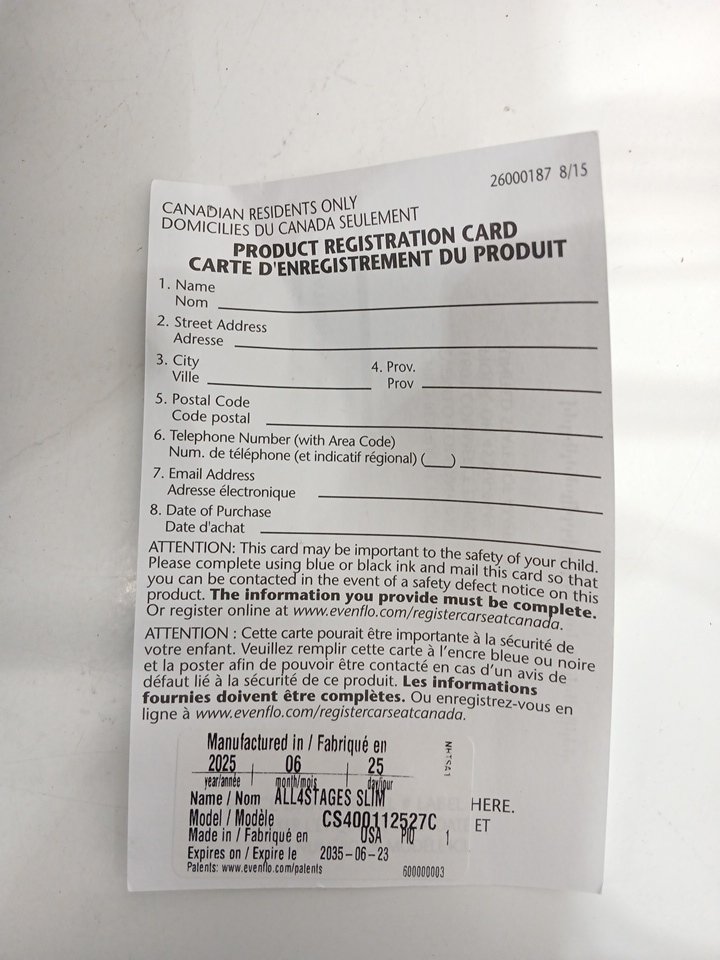 26000187 8/15
CANADIAN RESIDENTS ONLY
DOMICILIES DU CANADA SEULEMENT
PRODUCT REGISTRATION CARD
CARTE D'ENREGISTREMENT DU PRODUIT
1. Name
Nom
2. Street Address
Adresse
3. City
Ville
4. Prov.
Prov
5. Postal Code
Code postal
6. Telephone Number (with Area Code)
Num. de téléphone (et indicatif régional) (___)
7. Email Address
Adresse électronique
8. Date of Purchase
Date d'achat
ATTENTION: This card may be important to the safety of your child.
Please complete using blue or black ink and mail this card so that
you can be contacted in the event of a safety defect notice on this
product. The information you provide must be complete.
Or register online at www.evenflo.com/registercarseatcanada.
ATTENTION : Cette carte pourait être importante à la sécurité de
votre enfant. Veuillez remplir cette carte à l'encre bleue ou noire
et la poster afin de pouvoir être contacté en cas d'un avis de
défaut lié à la sécurité de ce produit. Les informations
fournies doivent être complètes. Ou enregistrez-vous en
ligne à www.evenflo.com/registercarseatcanada.
Manufactured in / Fabriqué en
2025 06 25
year/année month/mois day/jour
Name / Nom ALL4STAGES SLIM
Model / Modèle CS400112527C
Made in / Fabriqué en USA PIO 1
Expires on / Expire le 2035-06-23
Patents: www.evenflo.com/patents 600000003
NHTSA1
HERE.
ET